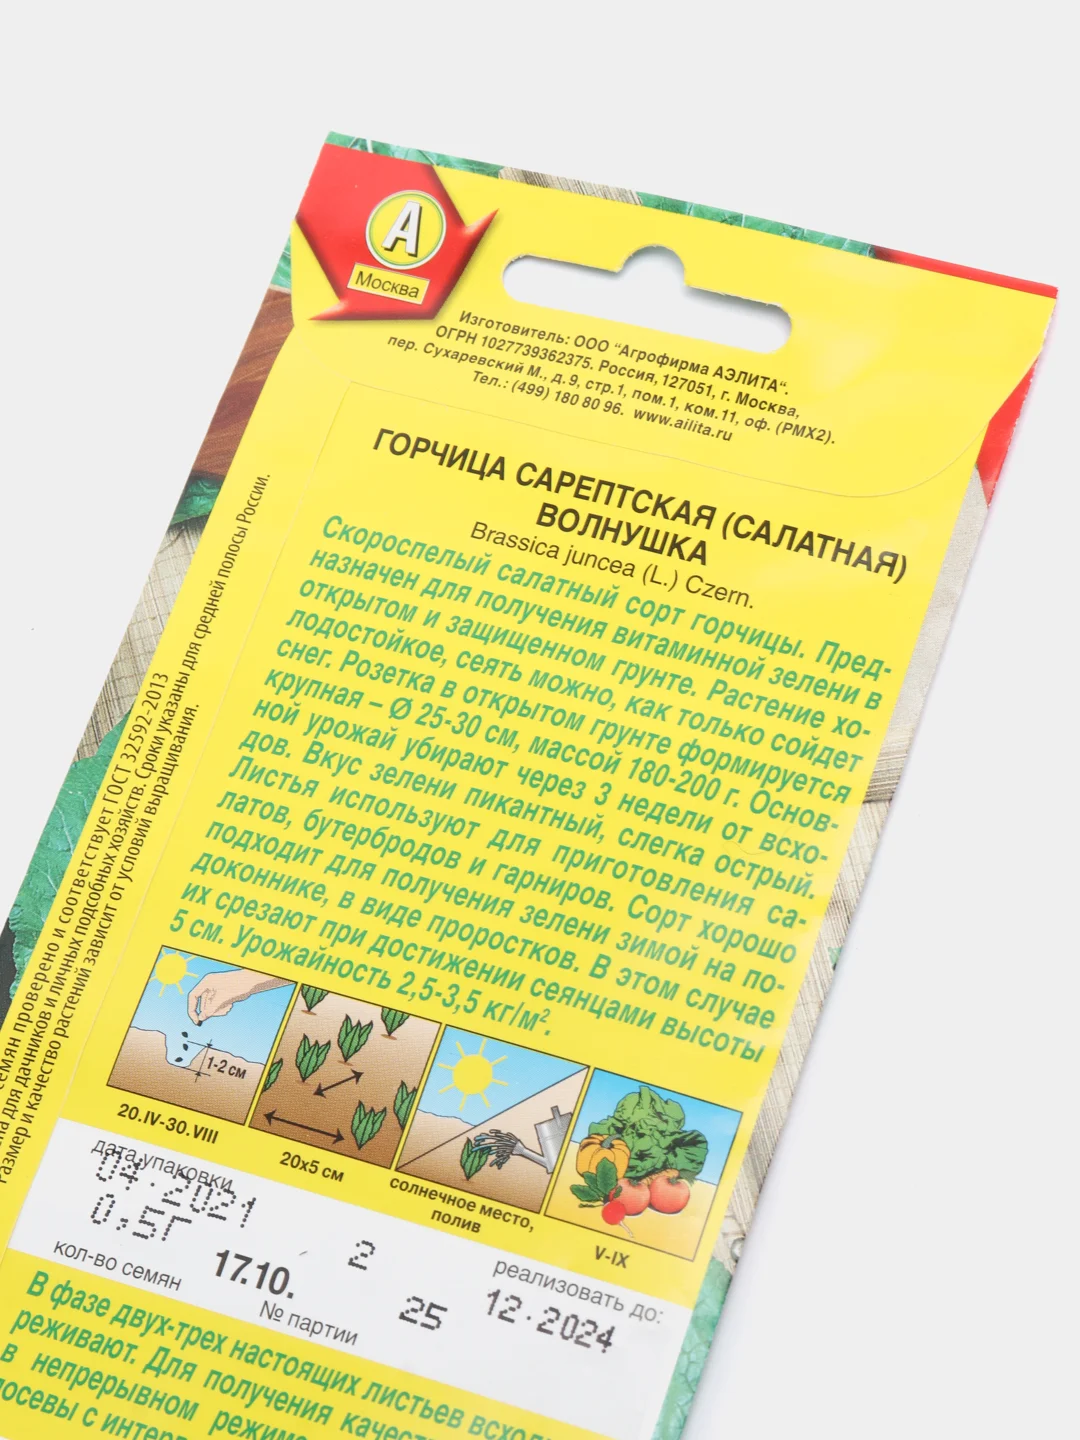 А
Москва
Изготовитель: ООО "Агрофирма АЭЛИТА".
ОГРН 1027739362375. Россия, 127051, г. Москва,
пер. Сухаревский М., д.9, стр.1, пом.1, ком.11, оф. (РМХ2).
Тел.: (499) 180 80 96. www.ailita.ru
ГОРЧИЦА САРЕПТСКАЯ (САЛАТНАЯ)
ВОЛНУШКА
Brassica juncea (L.) Czern.
Скороспелый салатный сорт горчицы. Пред-
назначен для получения витаминной зелени в
открытом и защищенном грунте. Растение хо-
лодостойкое, сеять можно, как только сойдет
снег. Розетка в открытом грунте формируется
крупная – Ø 25-30 см, массой 180-200 г. Основ-
ной урожай убирают через 3 недели от всхо-
дов. Вкус зелени пикантный, слегка острый.
Листья используют для приготовления са-
латов, бутербродов и гарниров. Сорт хорошо
подходит для получения зелени зимой на по-
доконнике, в виде проростков. В этом случае
их срезают при достижении сеянцами высоты
5 см. Урожайность 2,5-3,5 кг/м².
1-2 см
20.IV-30.VIII
20x5 см
солнечное место,
полив
V-IX
дата упаковки
04.2021
0,5г
кол-во семян
17.10.
2
№ партии
25
реализовать до:
12.2024
В фазе двух-трех настоящих листьев
реживают. Для получения
в непрерывном
семян проверено и соответствует ГОСТ 32592-2013
для дачников и личных подсобных хозяйств. Сроки указаны для средней полосы России.
Размер и качество растений зависит от условий выращивания.